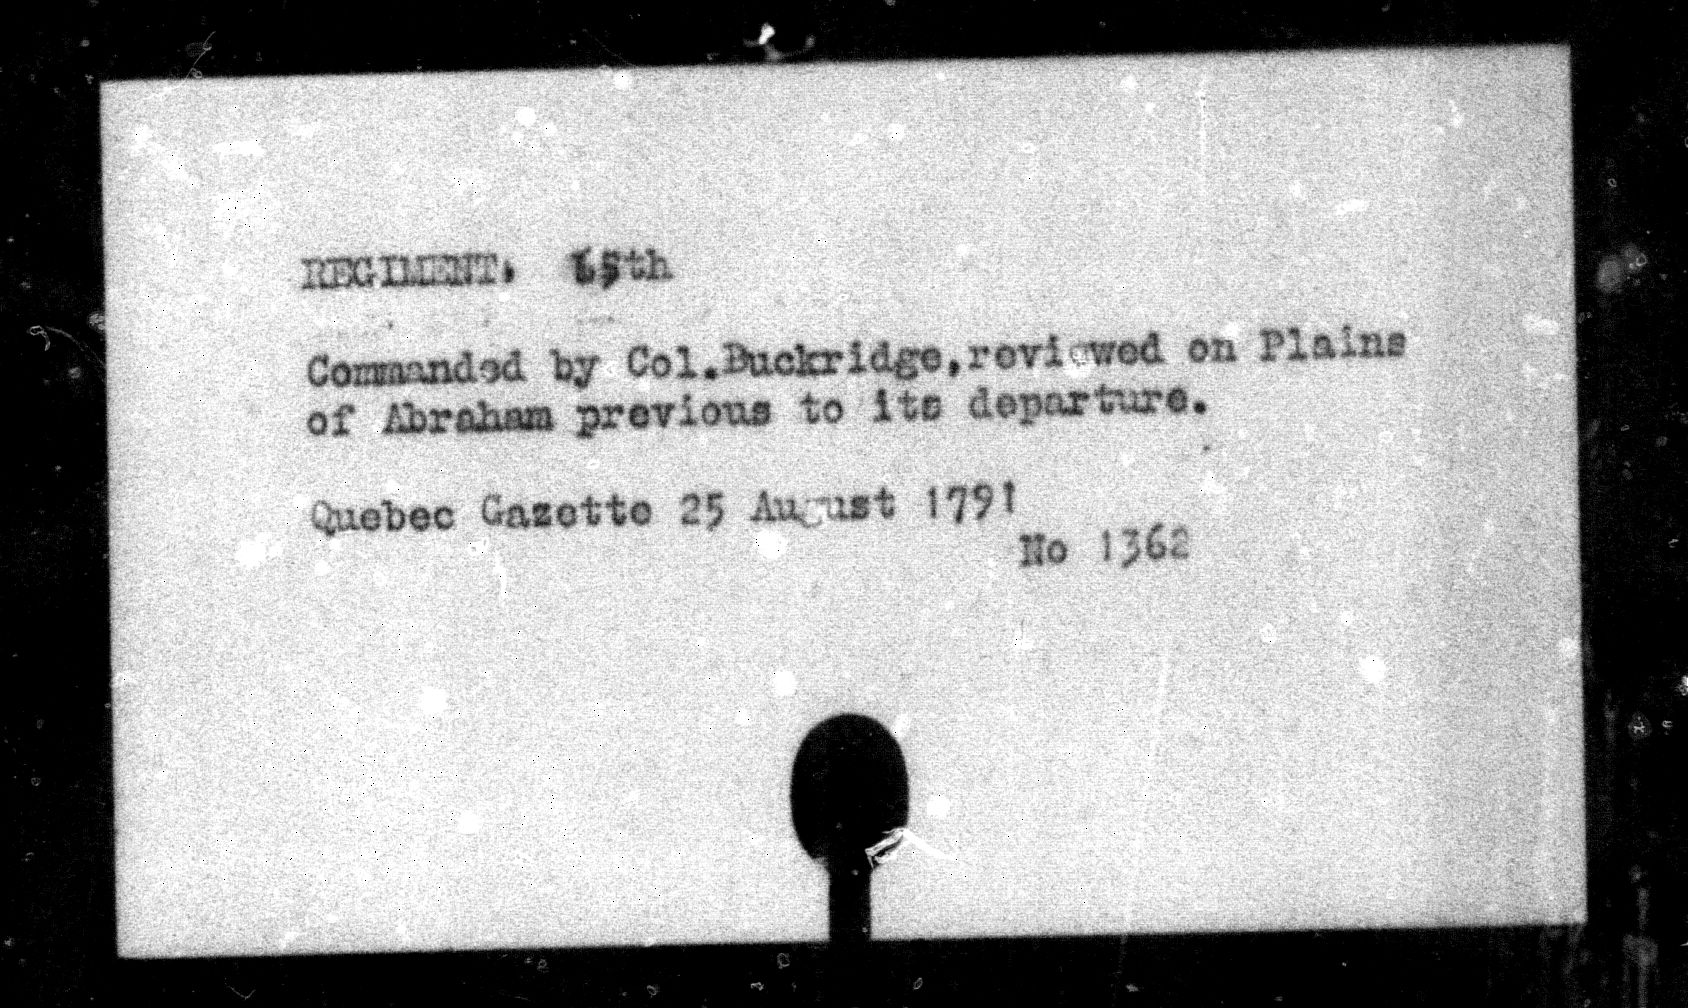 REGIMENT. 65th
Commanded by Col.Buckridge,reviewed on Plains
of Abraham previous to its departure.
Quebec Gazette 25 August 1791
No 1362